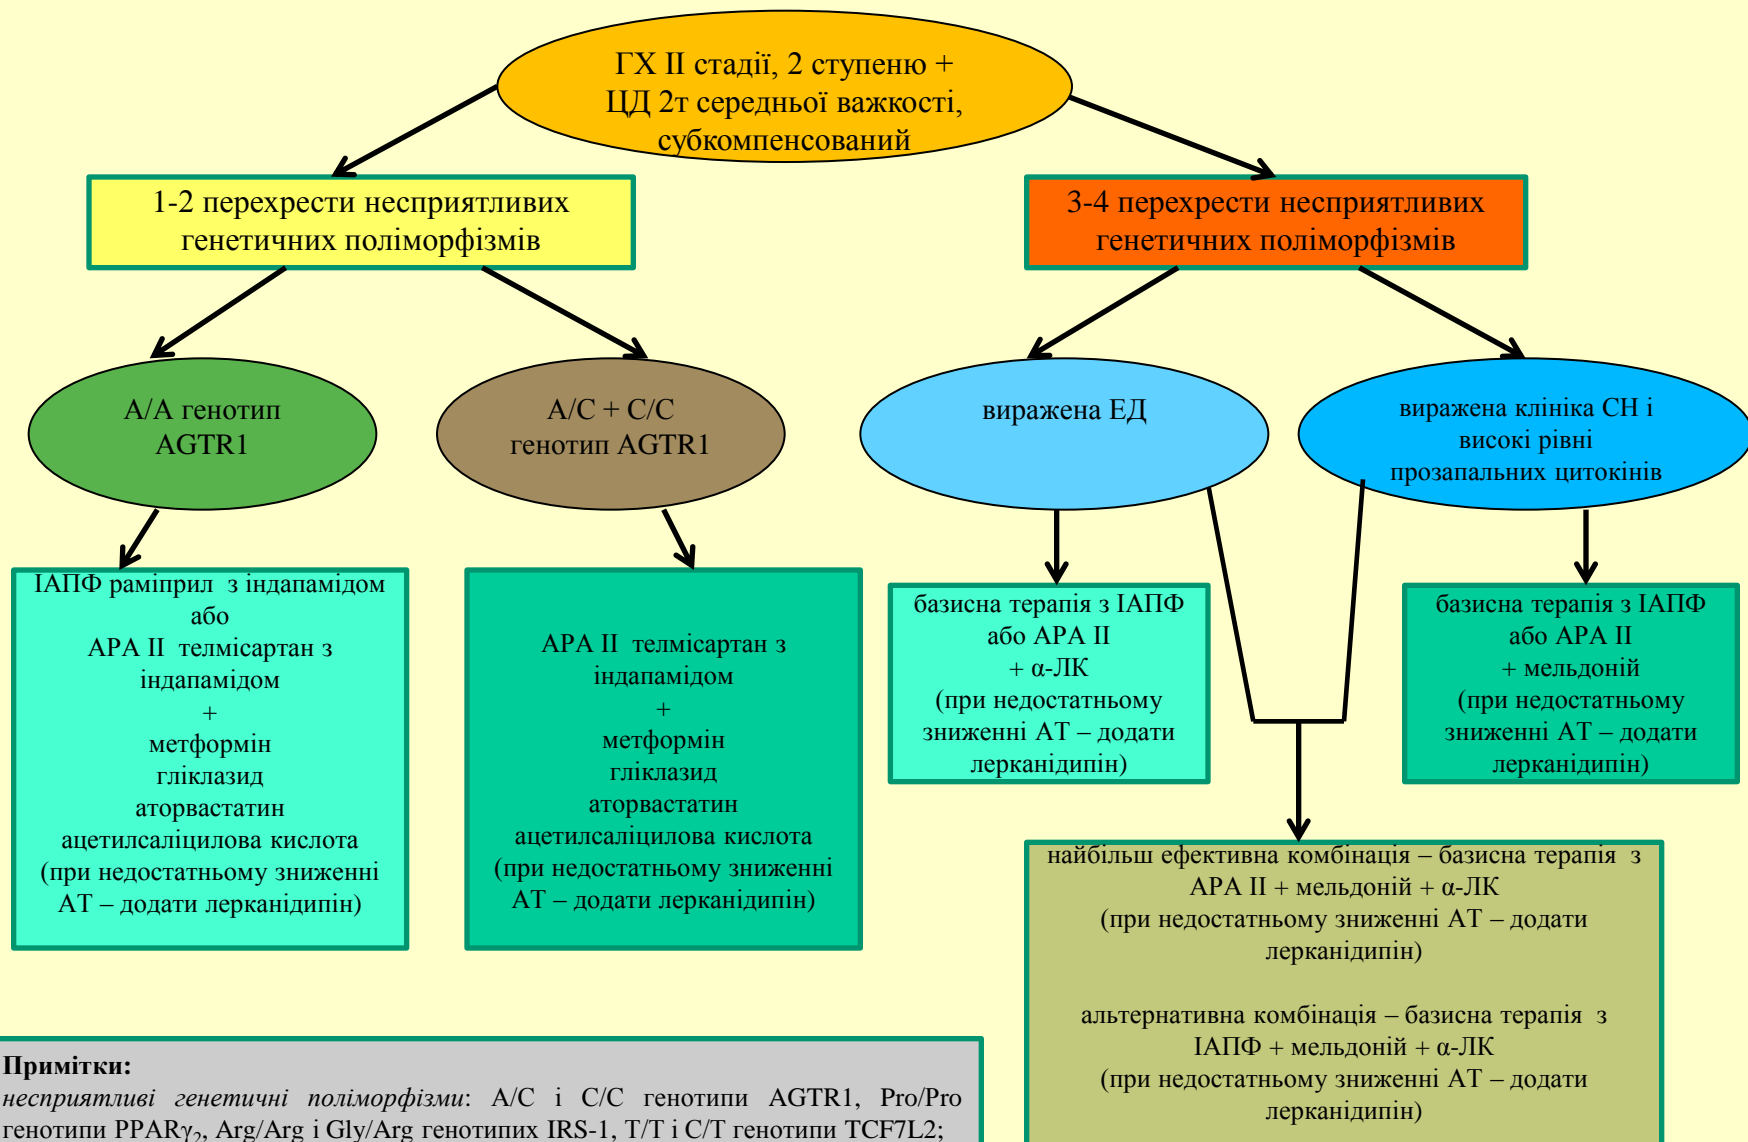 ГХ ІІ стадії, 2 ступеню +
ЦД 2т середньої важкості,
субкомпенсований
1-2 перехрести несприятливих
генетичних поліморфізмів
3-4 перехрести несприятливих
генетичних поліморфізмів
А/А генотип
AGTR1
А/С + С/С
генотип AGTR1
виражена ЕД
виражена клініка СН і
високі рівні
прозапальних цитокінів
ІАПФ раміприл з індапамідом
або
АРА ІІ телмісартан з
індапамідом
+
метформін
гліклазид
аторвастатин
ацетилсаліцилова кислота
(при недостатньому зниженні
АТ – додати лерканідипін)
АРА ІІ телмісартан з
індапамідом
+
метформін
гліклазид
аторвастатин
ацетилсаліцилова кислота
(при недостатньому зниженні
АТ – додати лерканідипін)
базисна терапія з ІАПФ
або АРА ІІ
+ α-ЛК
(при недостатньому
зниженні АТ – додати
лерканідипін)
базисна терапія з ІАПФ
або АРА ІІ
+ мельдоній
(при недостатньому
зниженні АТ – додати
лерканідипін)
найбільш ефективна комбінація – базисна терапія з
АРА ІІ + мельдоній + α-ЛК
(при недостатньому зниженні АТ – додати
лерканідипін)
альтернативна комбінація – базисна терапія з
ІАПФ + мельдоній + α-ЛК
(при недостатньому зниженні АТ – додати
лерканідипін)
Примітки:
несприятливі генетичні поліморфізми: А/С і С/С генотипи AGTR1, Pro/Pro
генотипи PPARγ₂, Arg/Arg і Gly/Arg генотипих IRS-1, Т/Т і С/Т генотипи TCF7L2;